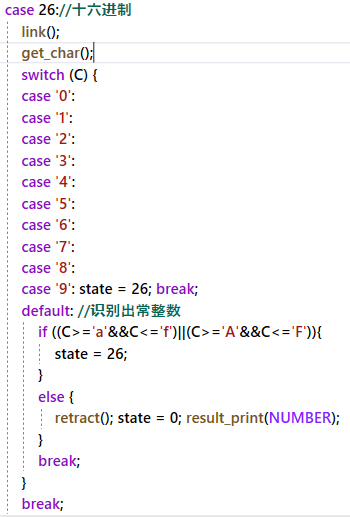 case 26://十六进制
link();
get_char();
switch (C) {
case '0':
case '1':
case '2':
case '3':
case '4':
case '5':
case '6':
case '7':
case '8':
case '9': state = 26; break;
default: //识别出常整数
if ((C>='a'&&C<='f')||(C>='A'&&C<='F')){
state = 26;
}
else {
retract(); state = 0; result_print(NUMBER);
}
break;
}
break;